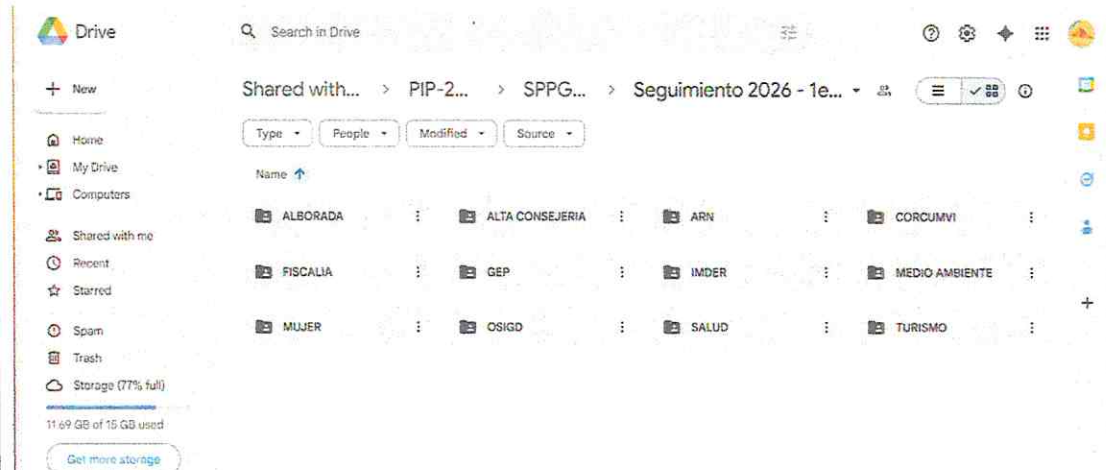 Drive
Search in Drive
New
Shared with... > PIP-2... > SPPG... > Seguimiento 2026 - 1e...
Type
People
Modified
Source
Home
My Drive
Computers
Name
ALBORADA
ALTA CONSEJERIA
ARN
CORCUMVI
Shared with me
Recent
Starred
FISCALIA
GEP
IMDER
MEDIO AMBIENTE
Spam
Trash
Storage (77% full)
MUJER
OSIGD
SALUD
TURISMO
11.69 GB of 15 GB used
Get more storage